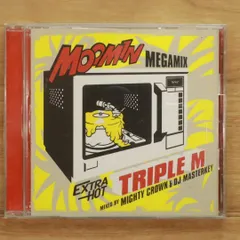 MOOMIN MEGAMIX
EXTRA HOT
TRIPLE M
MIXED BY MIGHTY CROWN & DJ MASTERKEY